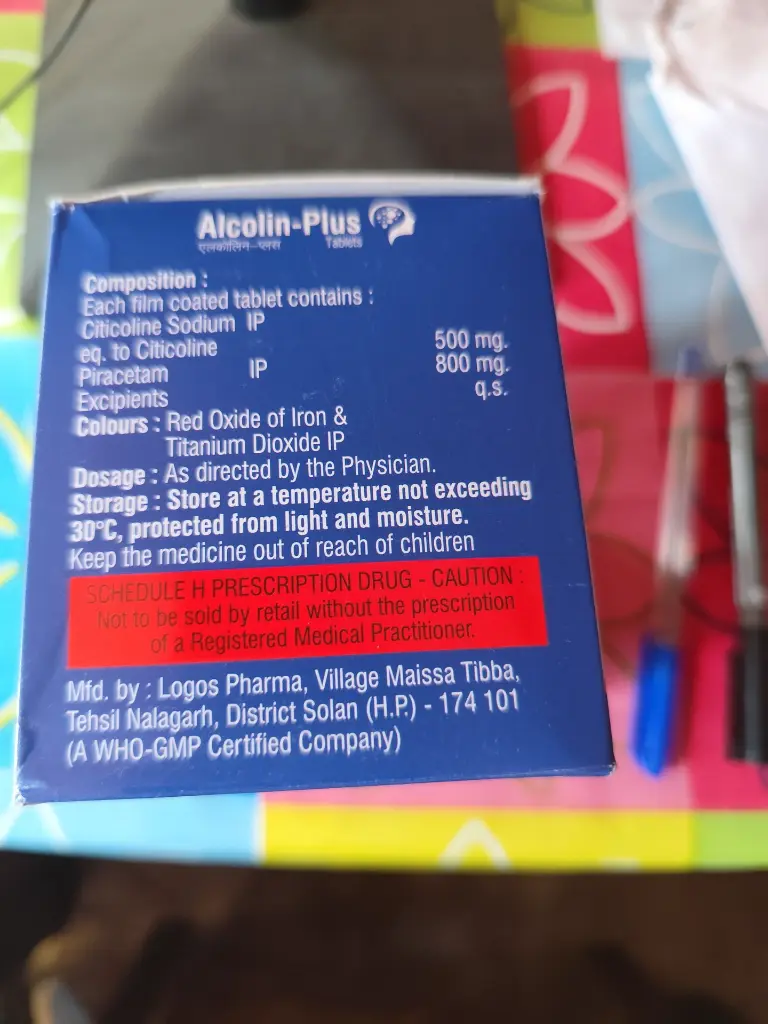 Alcolin-Plus
एलकोलिन-प्लस Tablets
Composition :
Each film coated tablet contains :
Citicoline Sodium IP
eq. to Citicoline 500 mg.
Piracetam IP 800 mg.
Excipients q.s.
Colours : Red Oxide of Iron &
Titanium Dioxide IP
Dosage : As directed by the Physician.
Storage : Store at a temperature not exceeding
30°C, protected from light and moisture.
Keep the medicine out of reach of children
SCHEDULE H PRESCRIPTION DRUG - CAUTION :
Not to be sold by retail without the prescription
of a Registered Medical Practitioner.
Mfd. by : Logos Pharma, Village Maissa Tibba,
Tehsil Nalagarh, District Solan (H.P.) - 174 101
(A WHO-GMP Certified Company)